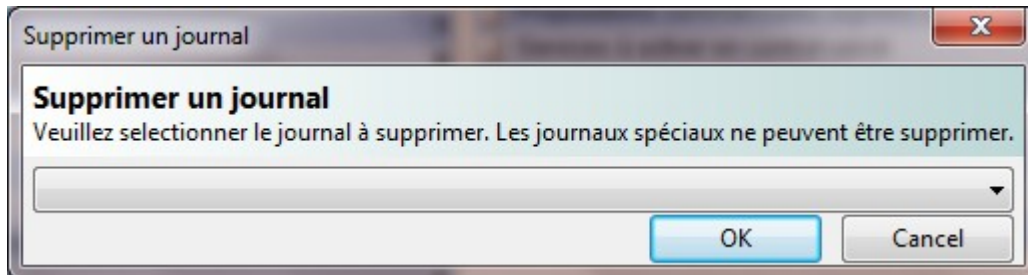 Supprimer un journal
Supprimer un journal
Veuillez selectionner le journal à supprimer. Les journaux spéciaux ne peuvent être supprimer.
OK Cancel